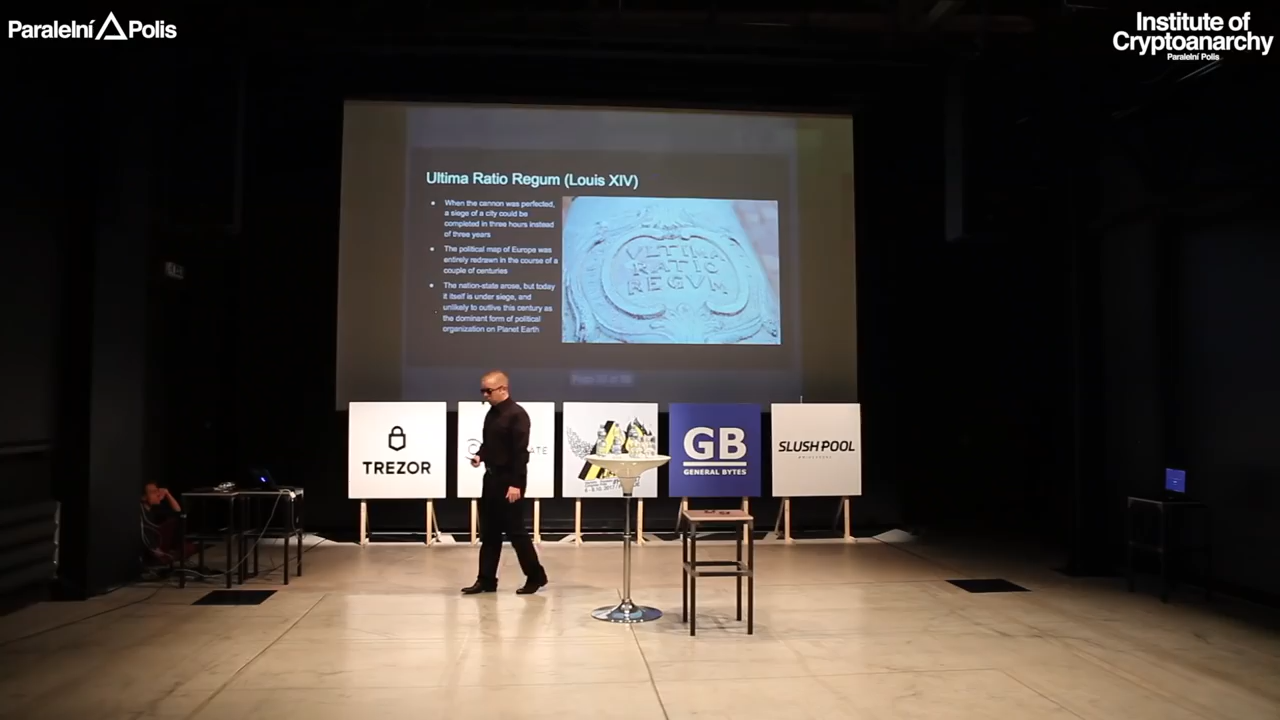 Paralelní Polis
Institute of
Cryptoanarchy
Paralelní Polis
Ultima Ratio Regum (Louis XIV)
When the cannon was perfected,
a siege of a city could be
completed in three hours instead
of three years
The political map of Europe was
entirely redrawn in the course of a
couple of centuries
The nation-state arose, but today
it itself is under siege, and
unlikely to outlive this century as
the dominant form of political
organization on Planet Earth
ULTIMA
RATIO
REGVM
TREZOR
ATE
GB
GENERAL BYTES
SLUSH POOL